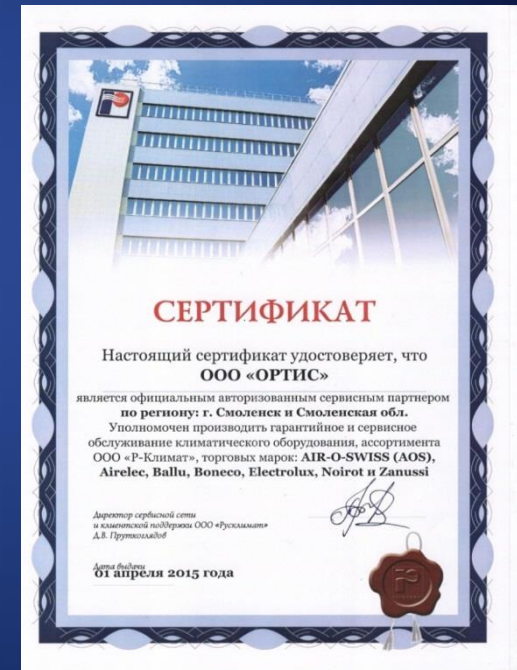 СЕРТИФИКАТ
Настоящий сертификат удостоверяет, что
ООО «ОРТИС»
является официальным авторизованным сервисным партнером
по региону: г. Смоленск и Смоленская обл.
Уполномочен производить гарантийное и сервисное
обслуживание климатического оборудования, ассортимента
ООО «Р-Климат», торговых марок: AIR-O-SWISS (AOS),
Airelec, Ballu, Boneco, Electrolux, Noirot и Zanussi
Директор сервисной сети
и клиентской поддержки ООО «Русклимат»
Д.В. Пруткоглядов
Дата выдачи
01 апреля 2015 года